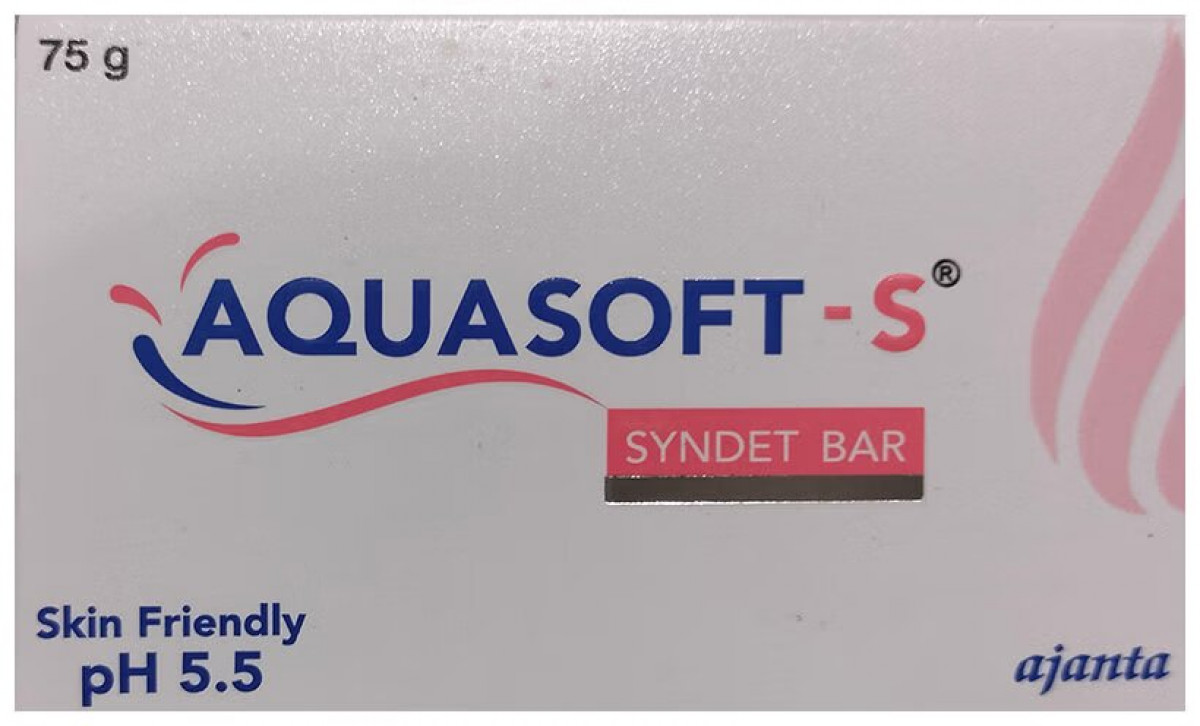 75 g
AQUASOFT - S®
SYNDET BAR
Skin Friendly
pH 5.5
ajanta